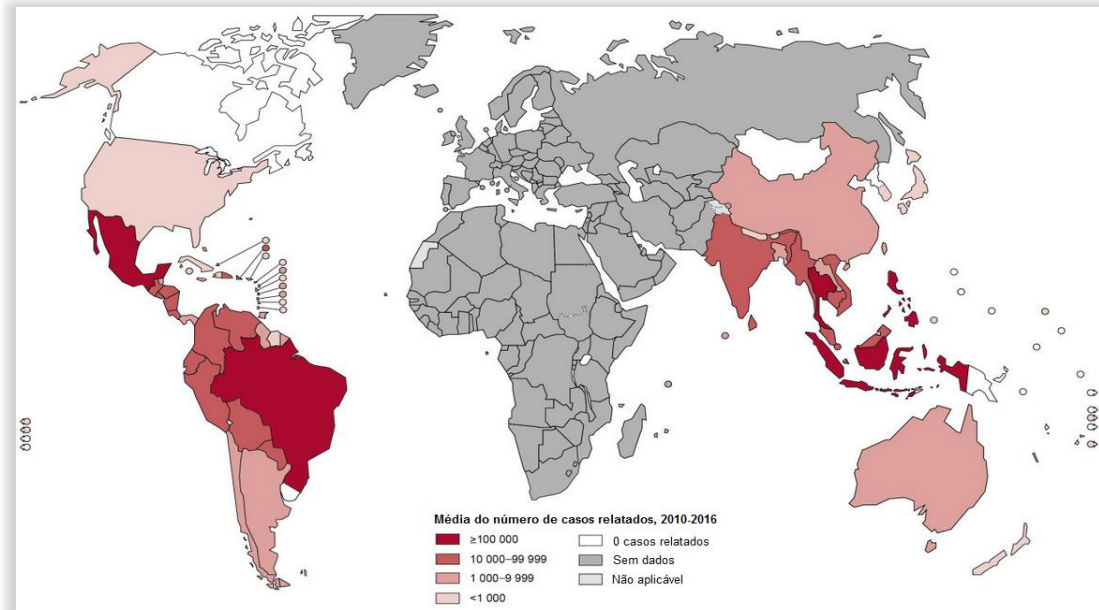 Média do número de casos relatados, 2010-2016
≥100 000
10 000–99 999
1 000–9 999
<1 000
0 casos relatados
Sem dados
Não aplicável